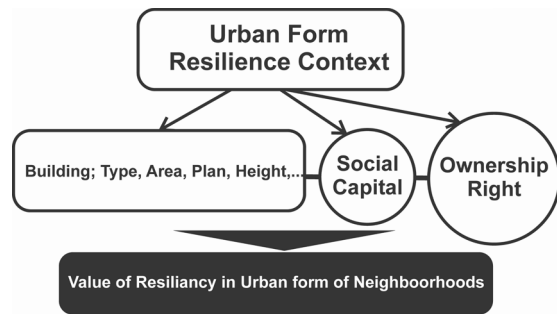 Urban Form
Resilience Context
Building; Type, Area, Plan, Height,...
Social
Capital
Ownership
Right
Value of Resiliancy in Urban form of Neighboorhoods